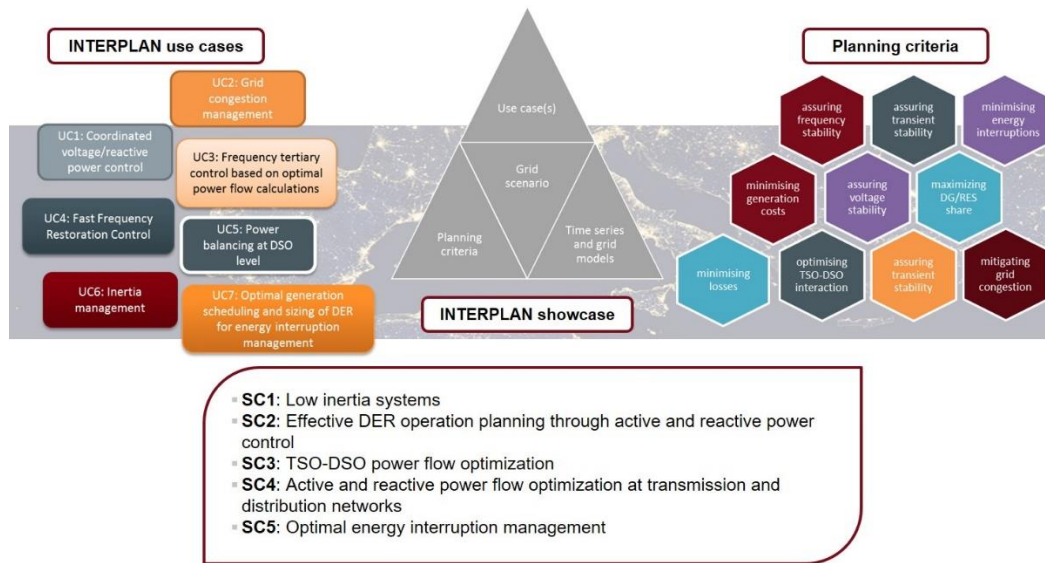 INTERPLAN use cases
UC2: Grid
congestion
management
UC1: Coordinated
voltage/reactive
power control
UC3: Frequency tertiary
control based on optimal
power flow calculations
UC4: Fast Frequency
Restoration Control
UC5: Power
balancing at DSO
level
UC6: Inertia
management
UC7: Optimal generation
scheduling and sizing of DER
for energy interruption
management
Use case(s)
Grid
scenario
Planning
criteria
Time series
and grid
models
INTERPLAN showcase
Planning criteria
assuring
frequency
stability
assuring
transient
stability
minimising
energy
interruptions
minimising
generation
costs
assuring
voltage
stability
maximizing
DG/RES
share
minimising
losses
optimising
TSO-DSO
interaction
assuring
transient
stability
mitigating
grid
congestion
▪ SC1: Low inertia systems
▪ SC2: Effective DER operation planning through active and reactive power
control
▪ SC3: TSO-DSO power flow optimization
▪ SC4: Active and reactive power flow optimization at transmission and
distribution networks
▪ SC5: Optimal energy interruption management